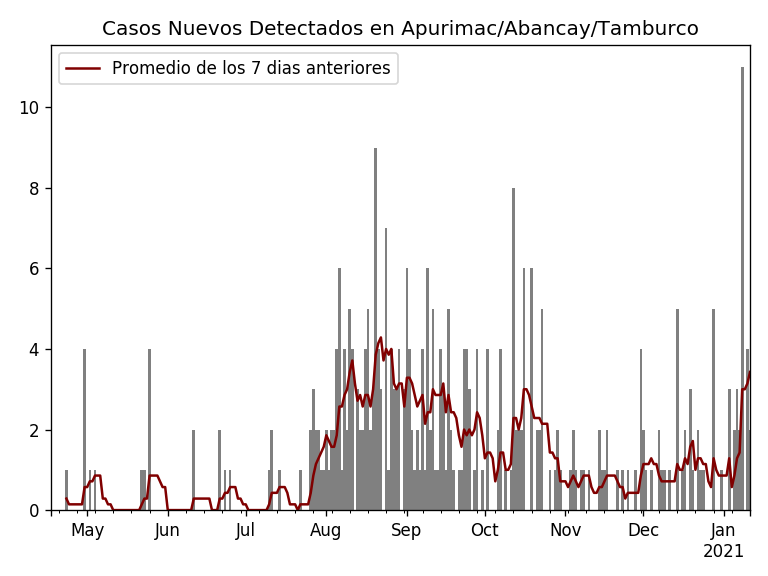 Casos Nuevos Detectados en Apurimac/Abancay/Tamburco
Promedio de los 7 dias anteriores
10
8
6
4
2
0
May Jun Jul Aug Sep Oct Nov Dec Jan
2021